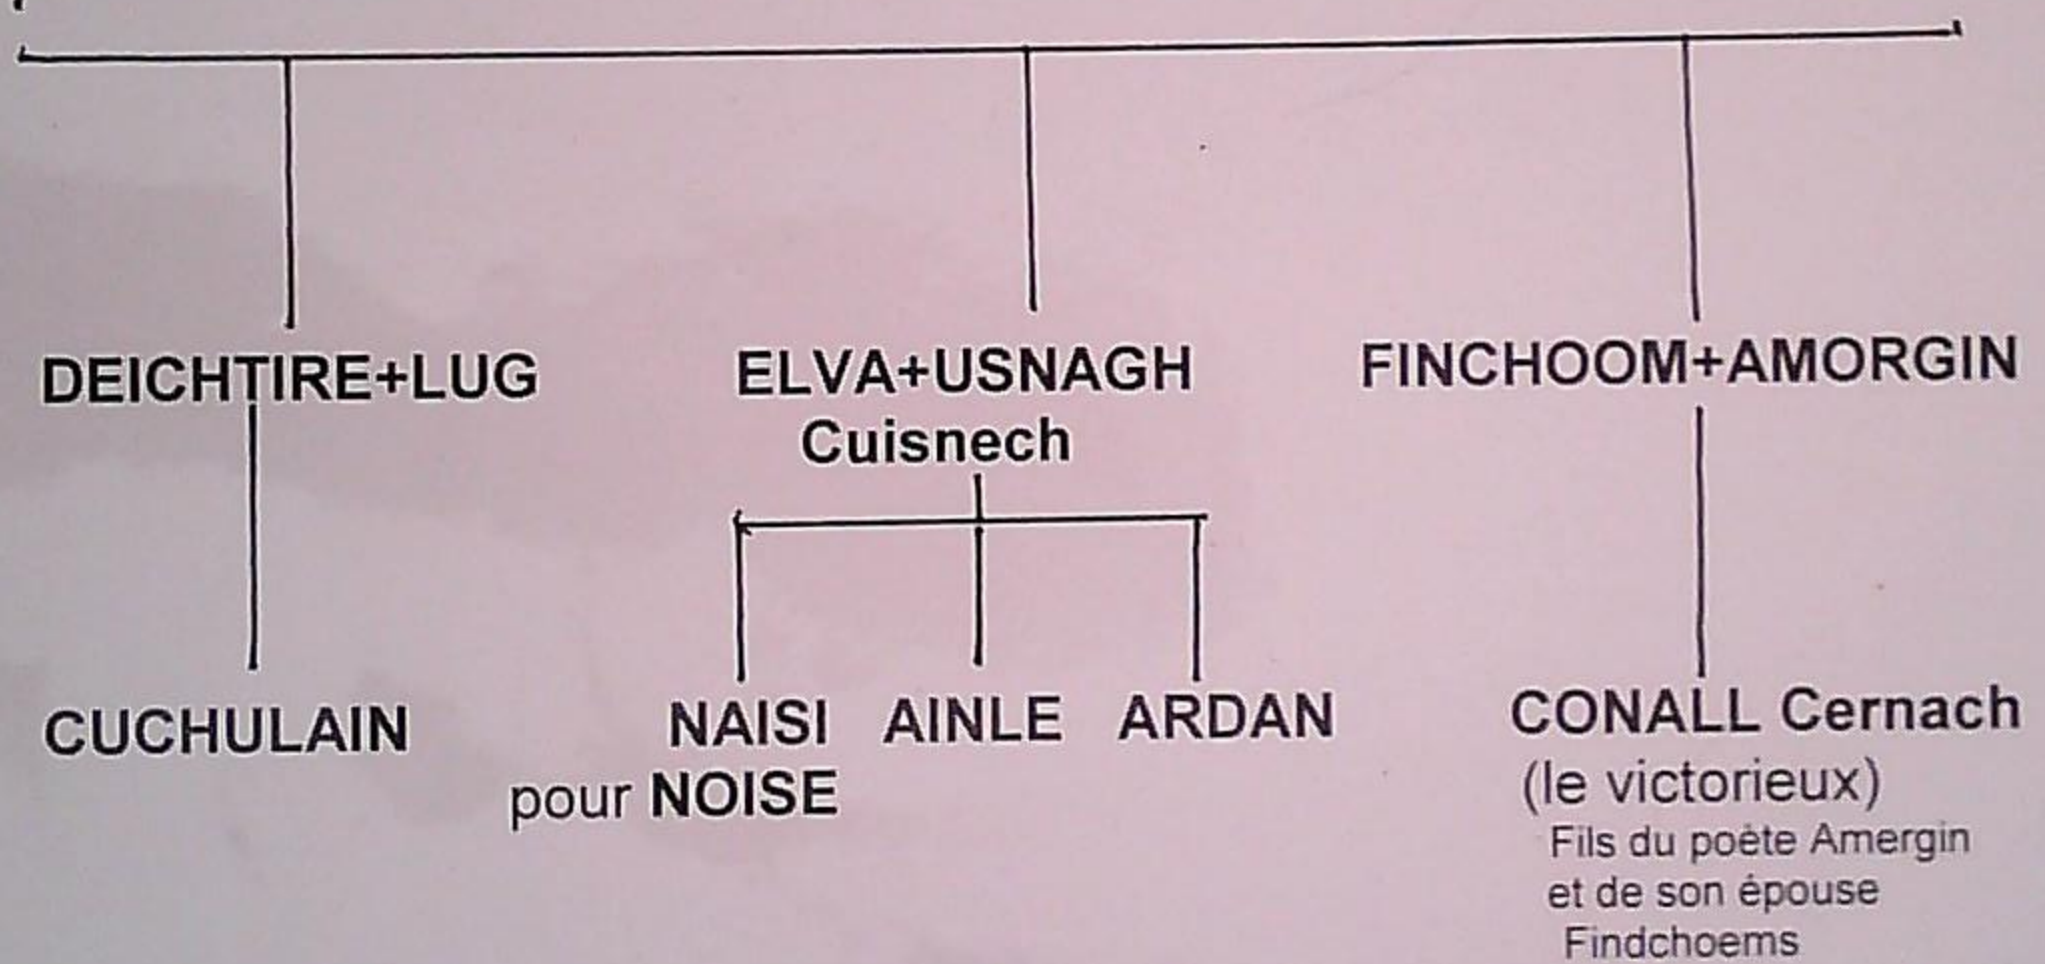 DEICHTIRE+LUG
ELVA+USNAGH
Cuisnech
FINCHOOM+AMORGIN
CUCHULAIN
NAISI AINLE ARDAN
pour NOISE
CONALL Cernach
(le victorieux)
Fils du poète Amergin
et de son épouse
Findchoems